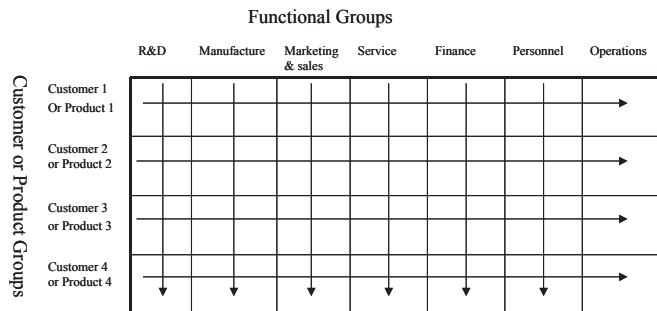 Functional Groups
R&D Manufacture Marketing Service Finance Personnel Operations
& sales
Customer or Product Groups
Customer 1
Or Product 1
Customer 2
or Product 2
Customer 3
or Product 3
Customer 4
or Product 4